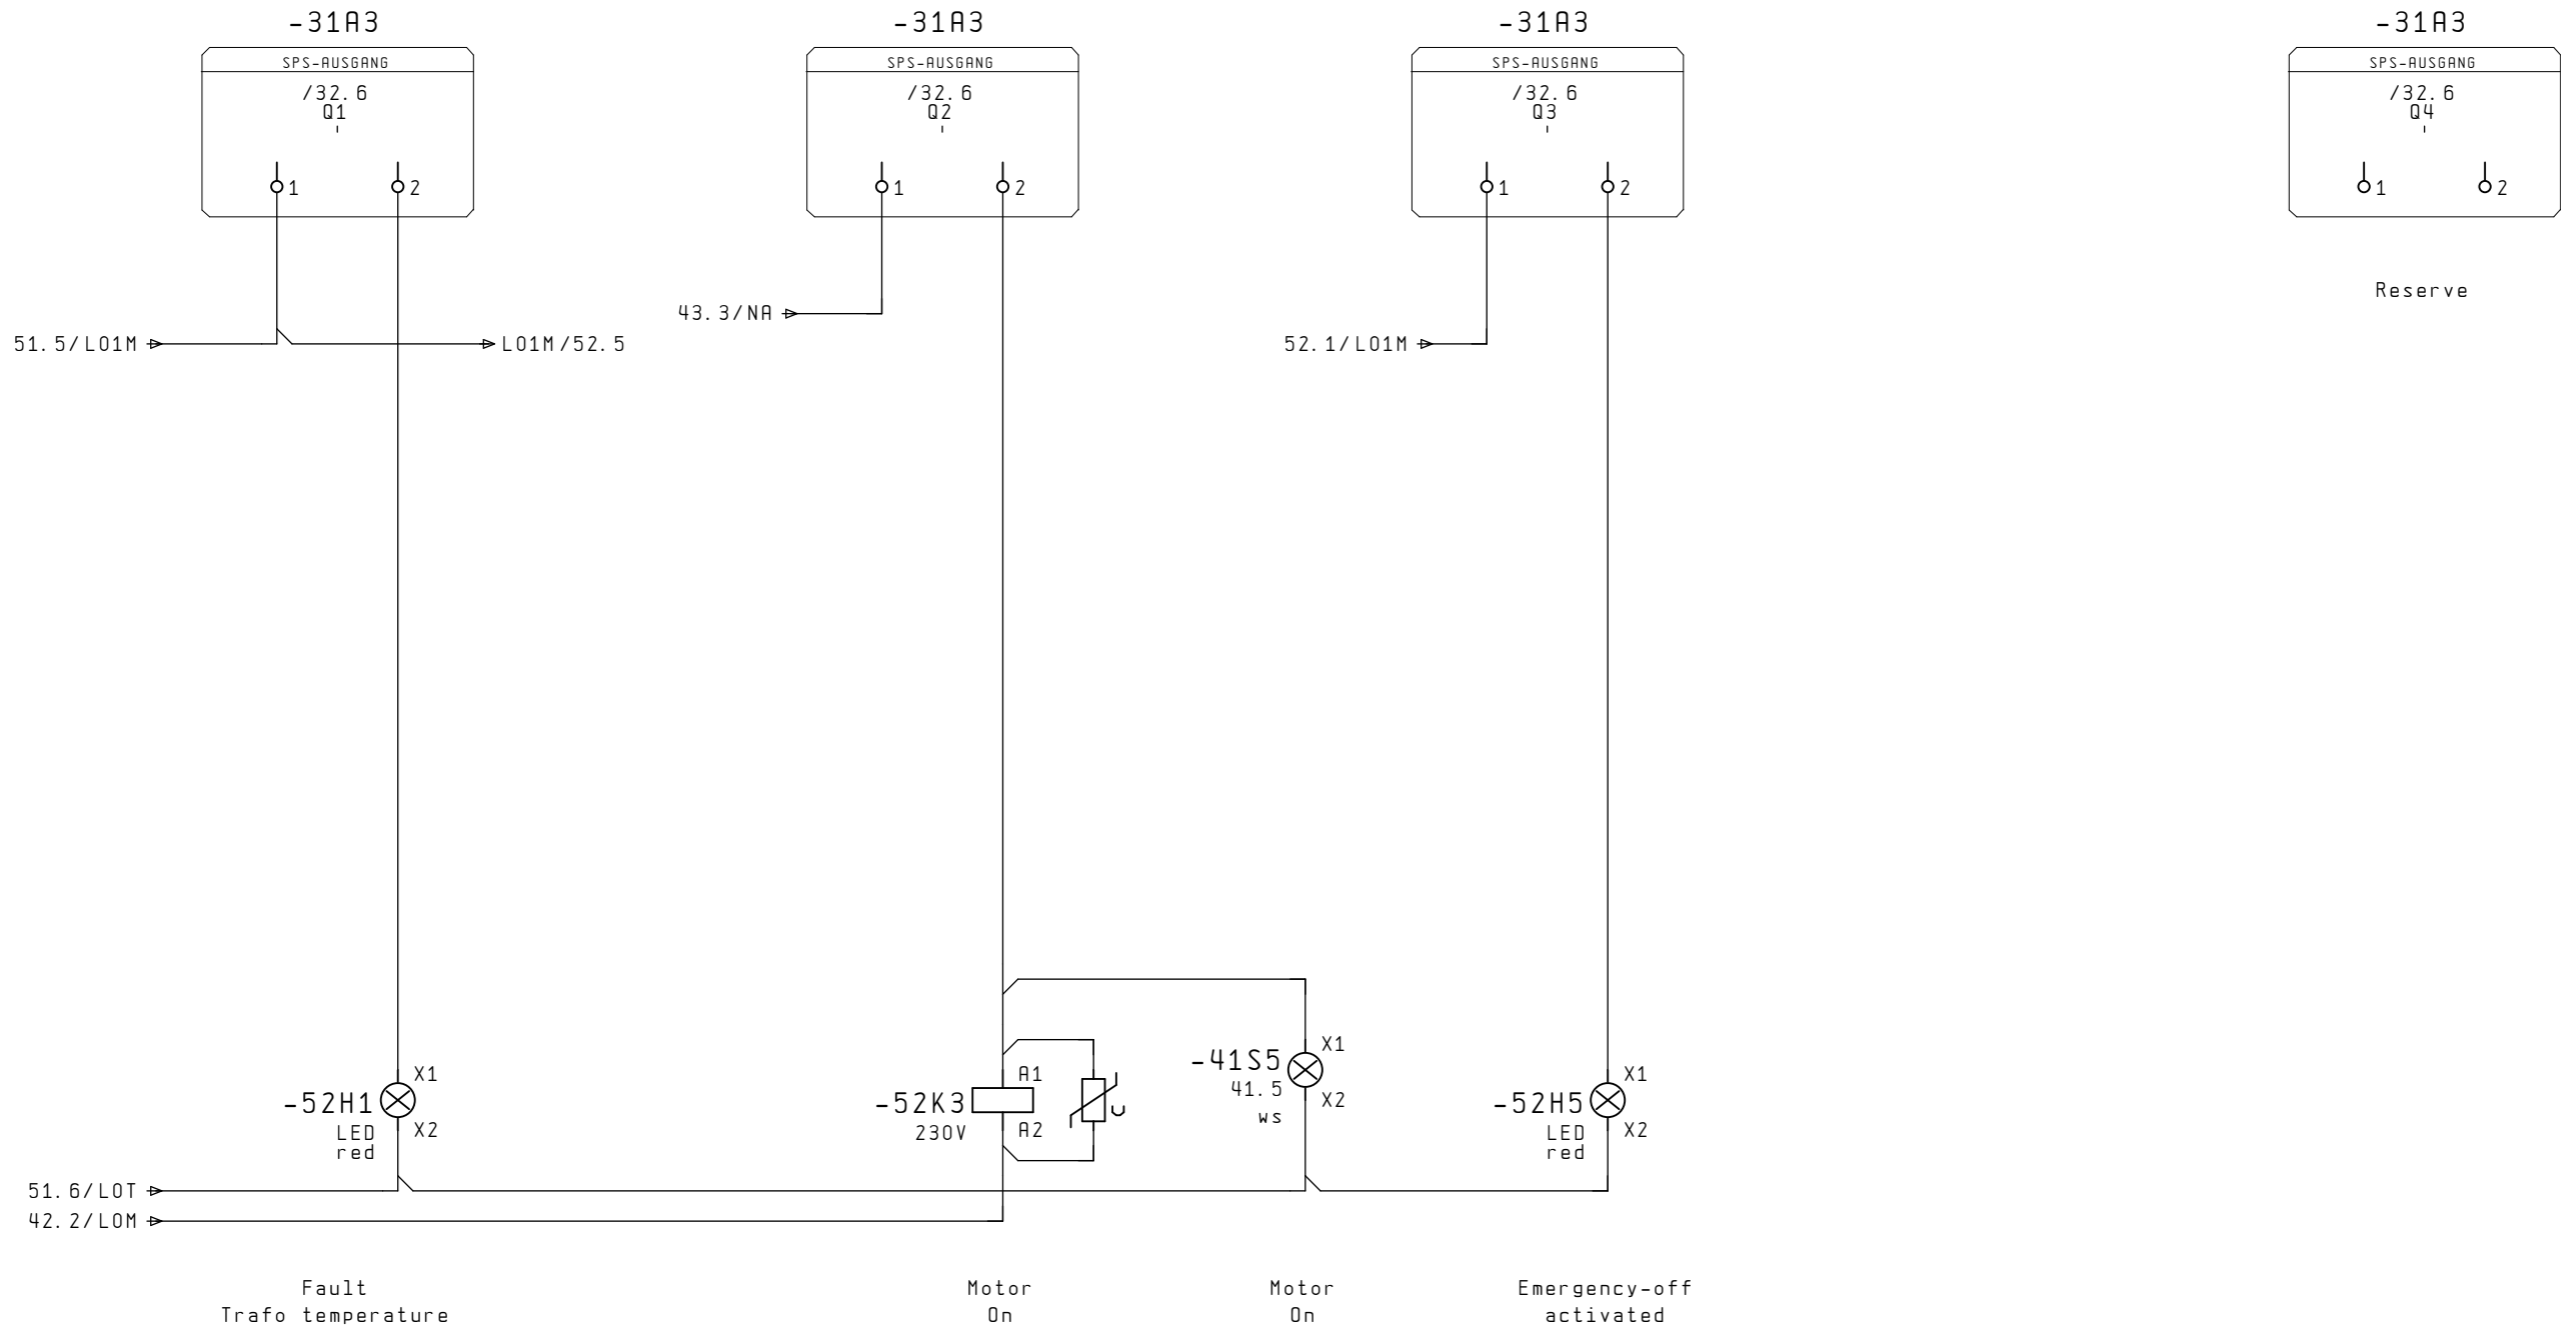 -31A3
-31A3
-31A3
-31A3
SPS-AUSGANG
SPS-AUSGANG
SPS-AUSGANG
SPS-AUSGANG
/32.6
/32.6
/32.6
/32.6
Q1
Q2
Q3
Q4
1
2
1
2
1
2
1
2
Reserve
43.3/NA
51.5/L01M
L01M/52.5
52.1/L01M
X1
-41S5
41.5
ws
X2
X1
-52H1
LED
red
X2
A1
-52K3
230V
A2
U
X1
-52H5
LED
red
X2
51.6/L0T
42.2/L0M
Fault
Trafo temperature
Motor
On
Motor
On
Emergency-off
activated